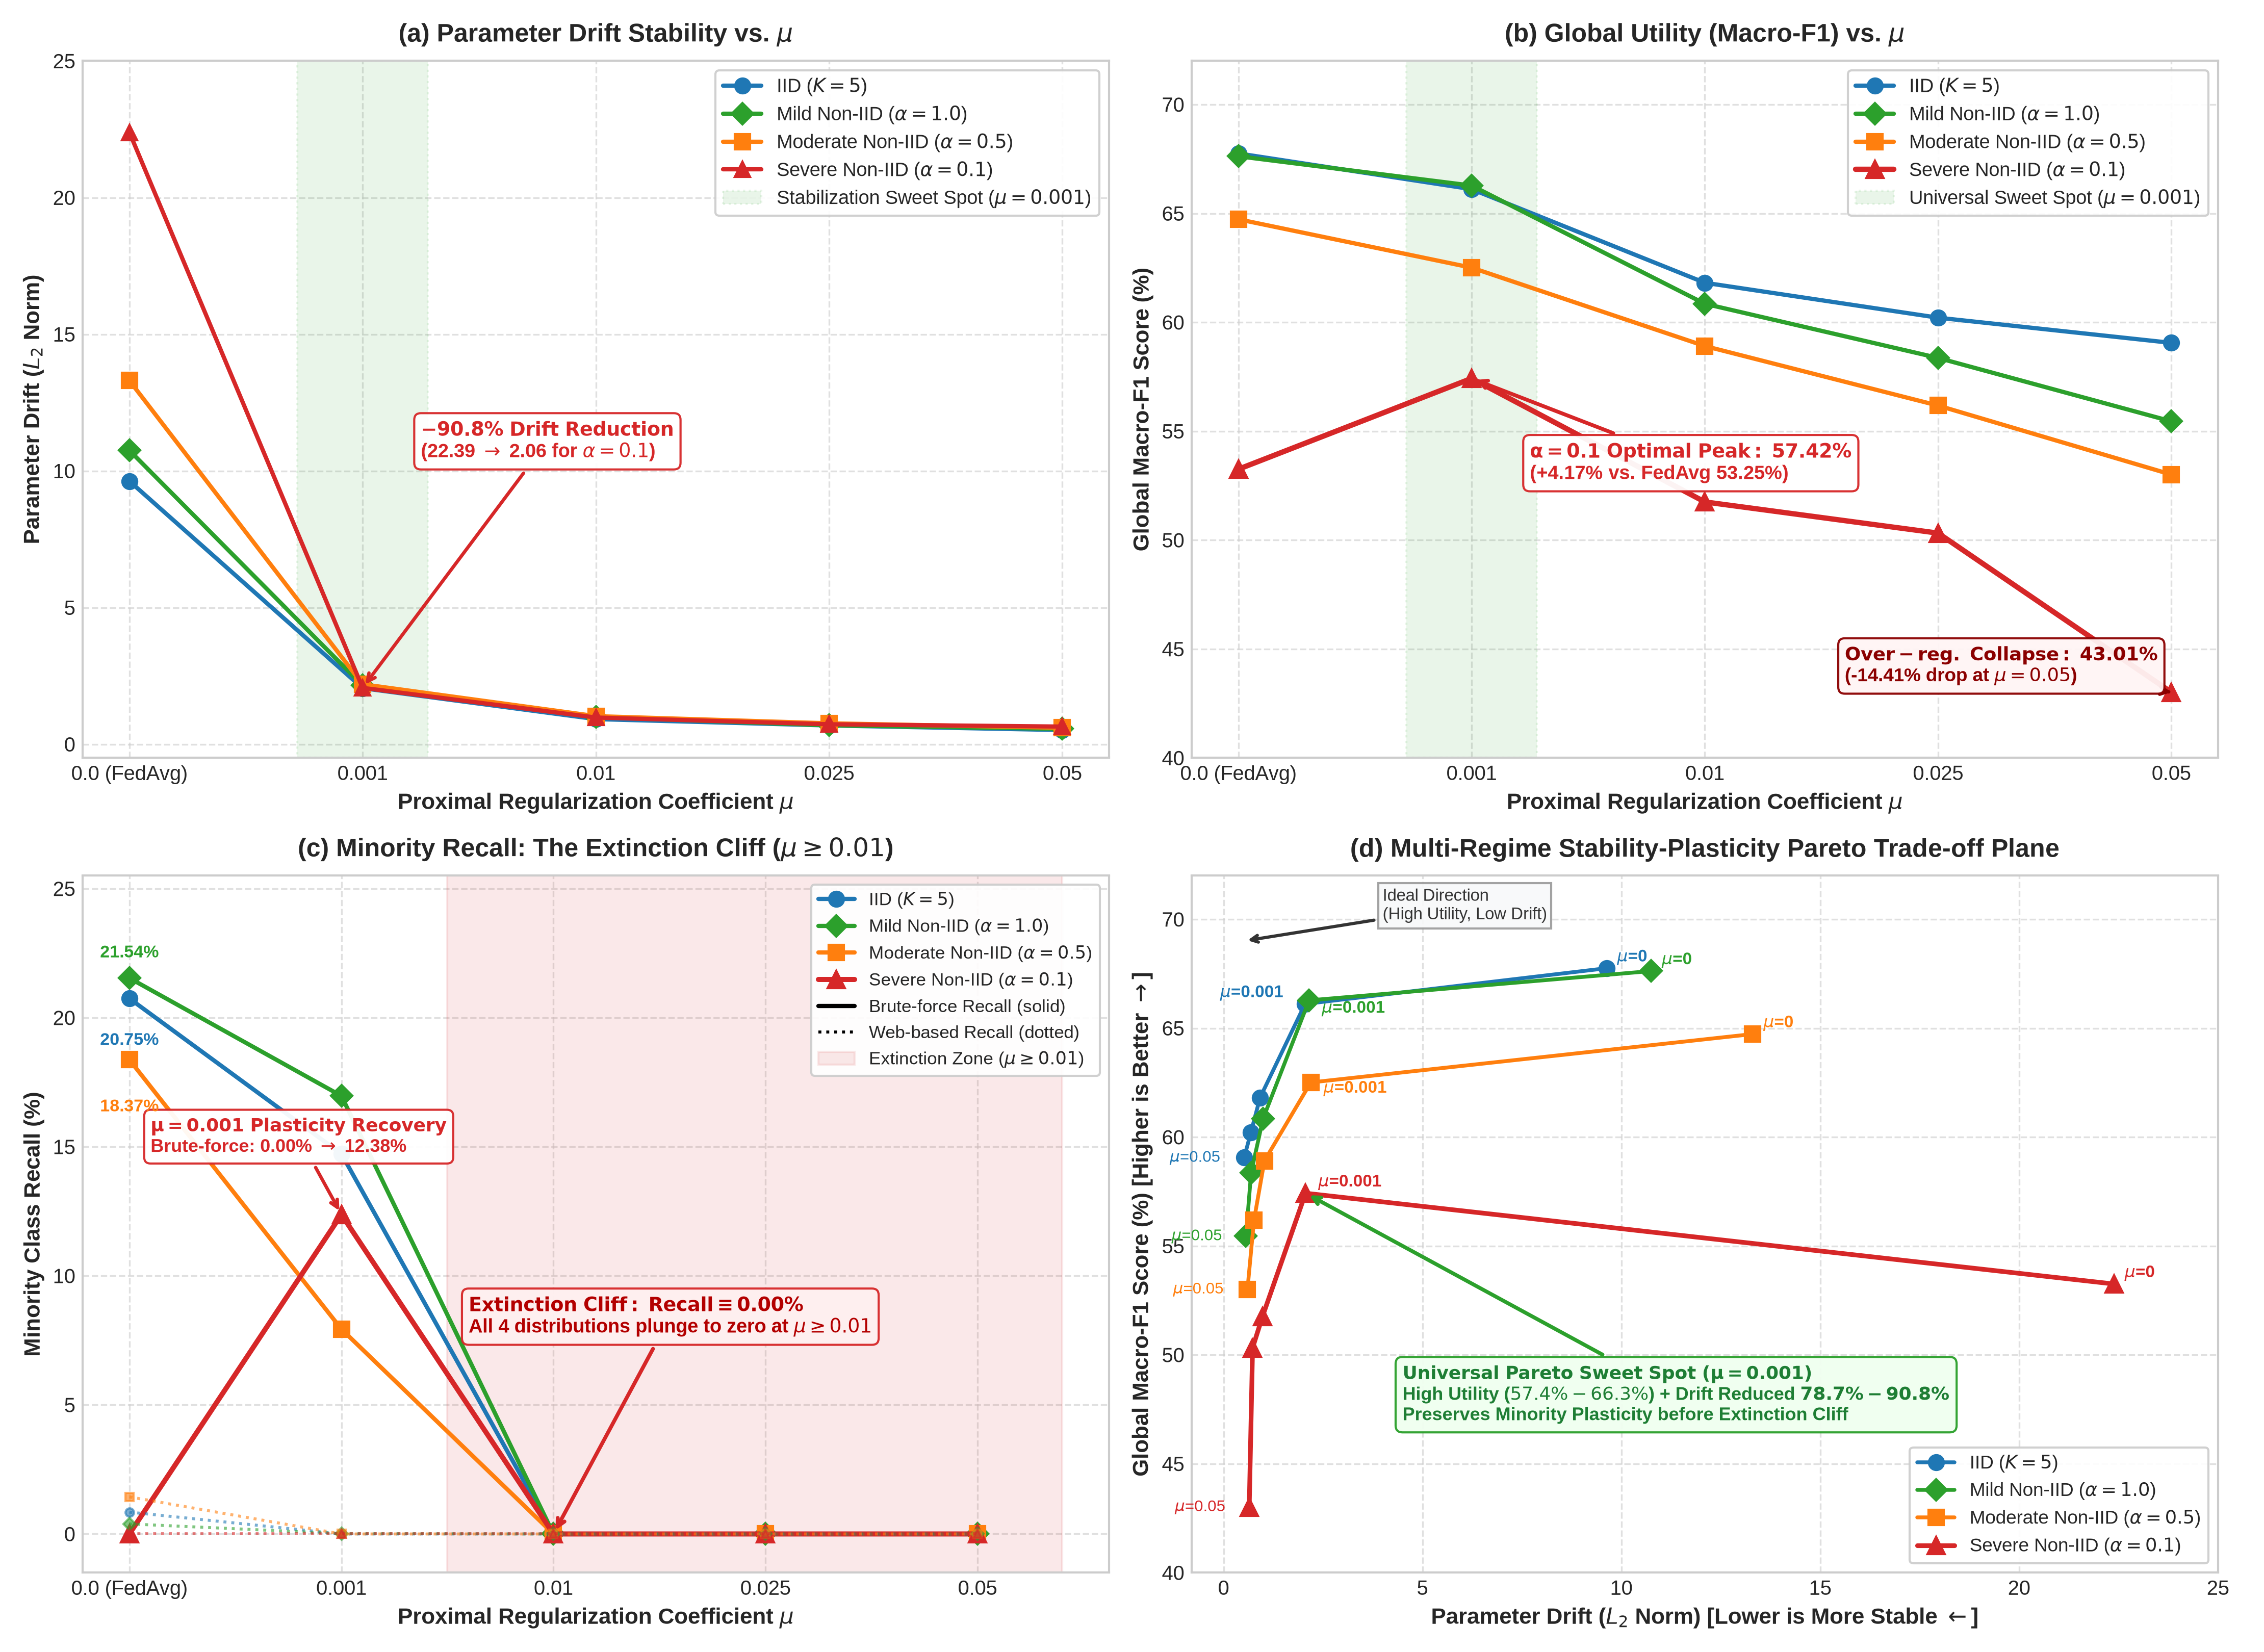 (a) Parameter Drift Stability vs. μ
Parameter Drift (L₂ Norm)
25
20
15
10
5
0
IID (K = 5)
Mild Non-IID (α = 1.0)
Moderate Non-IID (α = 0.5)
Severe Non-IID (α = 0.1)
Stabilization Sweet Spot (μ = 0.001)
−90.8% Drift Reduction
(22.39 → 2.06 for α = 0.1)
0.0 (FedAvg)
0.001
0.01
0.025
0.05
Proximal Regularization Coefficient μ
(b) Global Utility (Macro-F1) vs. μ
Global Macro-F1 Score (%)
70
65
60
55
50
45
40
IID (K = 5)
Mild Non-IID (α = 1.0)
Moderate Non-IID (α = 0.5)
Severe Non-IID (α = 0.1)
Universal Sweet Spot (μ = 0.001)
α = 0.1 Optimal Peak: 57.42%
(+4.17% vs. FedAvg 53.25%)
Over−reg. Collapse: 43.01%
(-14.41% drop at μ = 0.05)
0.0 (FedAvg)
0.001
0.01
0.025
0.05
Proximal Regularization Coefficient μ
(c) Minority Recall: The Extinction Cliff (μ ≥ 0.01)
Minority Class Recall (%)
25
20
15
10
5
0
IID (K = 5)
Mild Non-IID (α = 1.0)
Moderate Non-IID (α = 0.5)
Severe Non-IID (α = 0.1)
Brute-force Recall (solid)
Web-based Recall (dotted)
Extinction Zone (μ ≥ 0.01)
21.54%
20.75%
18.37%
μ = 0.001 Plasticity Recovery
Brute-force: 0.00% → 12.38%
Extinction Cliff: Recall ≡ 0.00%
All 4 distributions plunge to zero at μ ≥ 0.01
0.0 (FedAvg)
0.001
0.01
0.025
0.05
Proximal Regularization Coefficient μ
(d) Multi-Regime Stability-Plasticity Pareto Trade-off Plane
Global Macro-F1 Score (%) [Higher is Better →]
70
65
60
55
50
45
40
Ideal Direction
(High Utility, Low Drift)
μ=0
μ=0
μ=0.001
μ=0.001
μ=0
μ=0.001
μ=0.05
μ=0.001
μ=0.05
μ=0.05
μ=0
Universal Pareto Sweet Spot (μ = 0.001)
High Utility (57.4% − 66.3%) + Drift Reduced 78.7% − 90.8%
Preserves Minority Plasticity before Extinction Cliff
μ=0.05
IID (K = 5)
Mild Non-IID (α = 1.0)
Moderate Non-IID (α = 0.5)
Severe Non-IID (α = 0.1)
0
5
10
15
20
25
Parameter Drift (L₂ Norm) [Lower is More Stable ←]